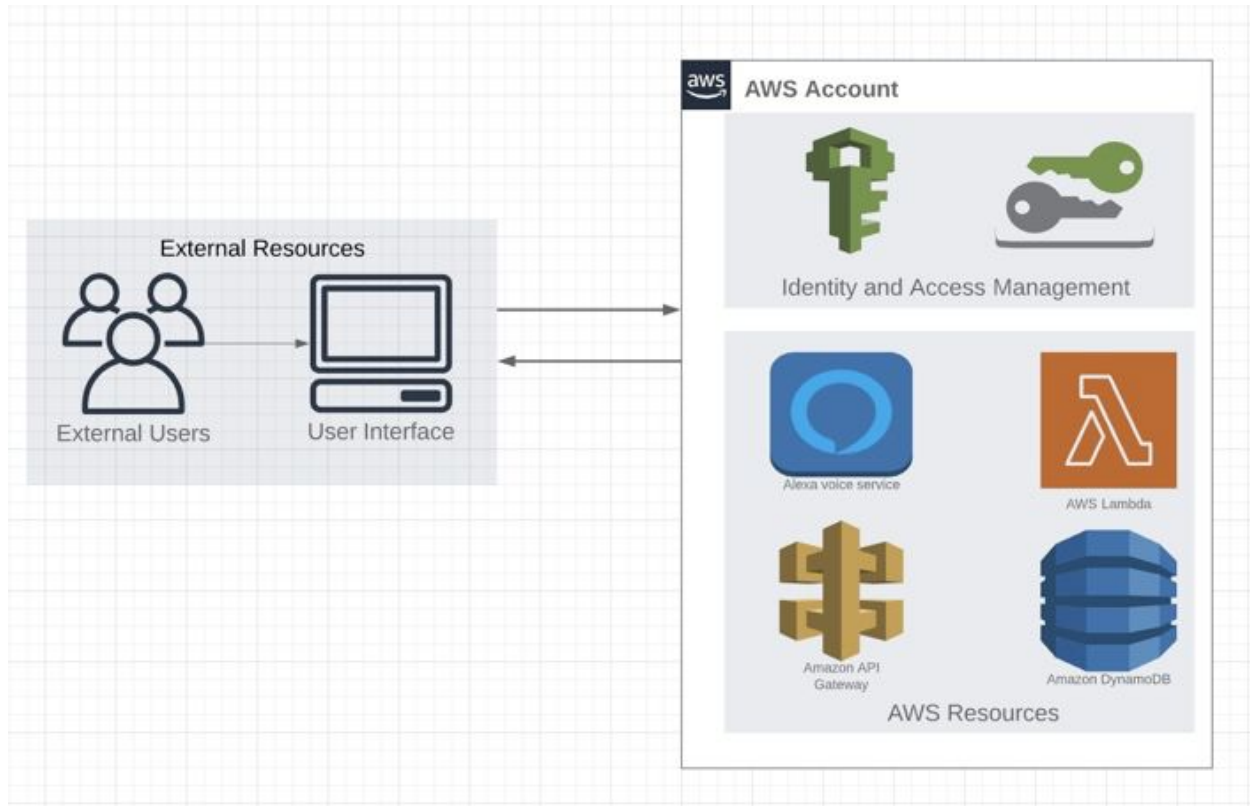 External Resources
External Users
User Interface
aws
AWS Account
Identity and Access Management
Alexa voice service
AWS Lambda
Amazon API
Gateway
Amazon DynamoDB
AWS Resources